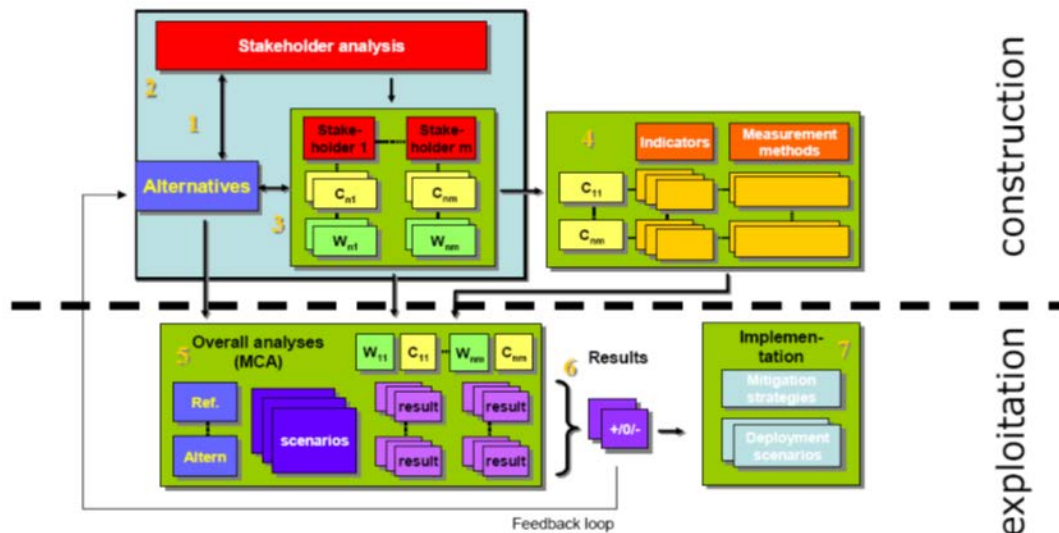 Stakeholder analysis
2
1
Alternatives
3
Stake-
holder 1
Stake-
holder m
Cn1
Cnm
Wn1
Wnm
4
Indicators
Measurement
methods
C11
Cnm
construction
5
Overall analyses
(MCA)
W11
C11
Wnm
Cnm
Ref.
Altern
scenarios
result
result
result
result
6
Results
+/0/-
Implemen-
tation
7
Mitigation
strategies
Deployment
scenarios
exploitation
Feedback loop